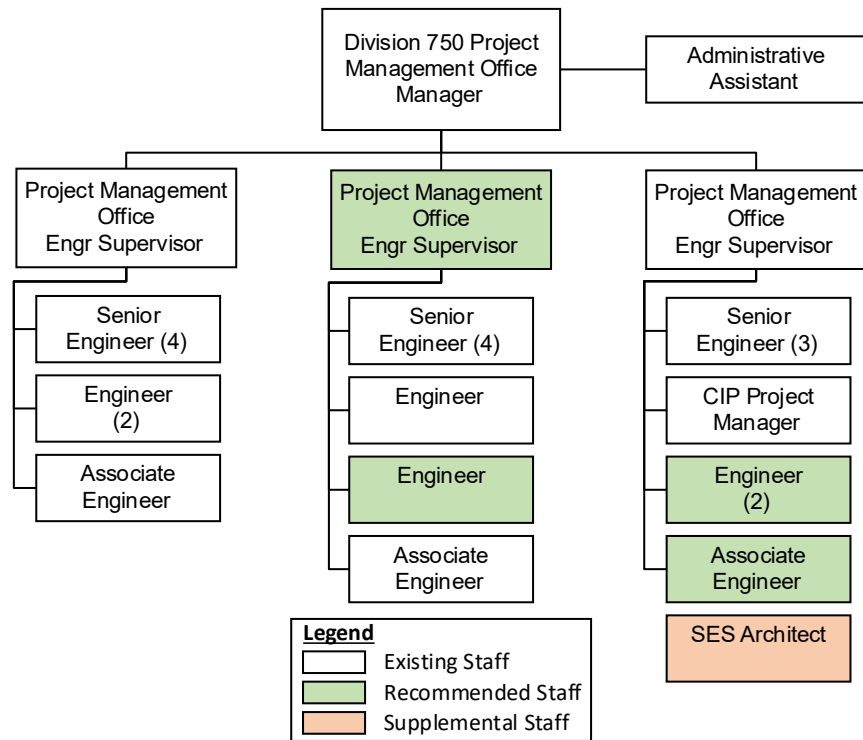 Division 750 Project
Management Office
Manager
Administrative
Assistant
Project Management
Office
Engr Supervisor
Senior
Engineer (4)
Engineer
(2)
Associate
Engineer
Project Management
Office
Engr Supervisor
Senior
Engineer (4)
Engineer
Engineer
Associate
Engineer
Project Management
Office
Engr Supervisor
Senior
Engineer (3)
CIP Project
Manager
Engineer
(2)
Associate
Engineer
SES Architect
Legend
Existing Staff
Recommended Staff
Supplemental Staff